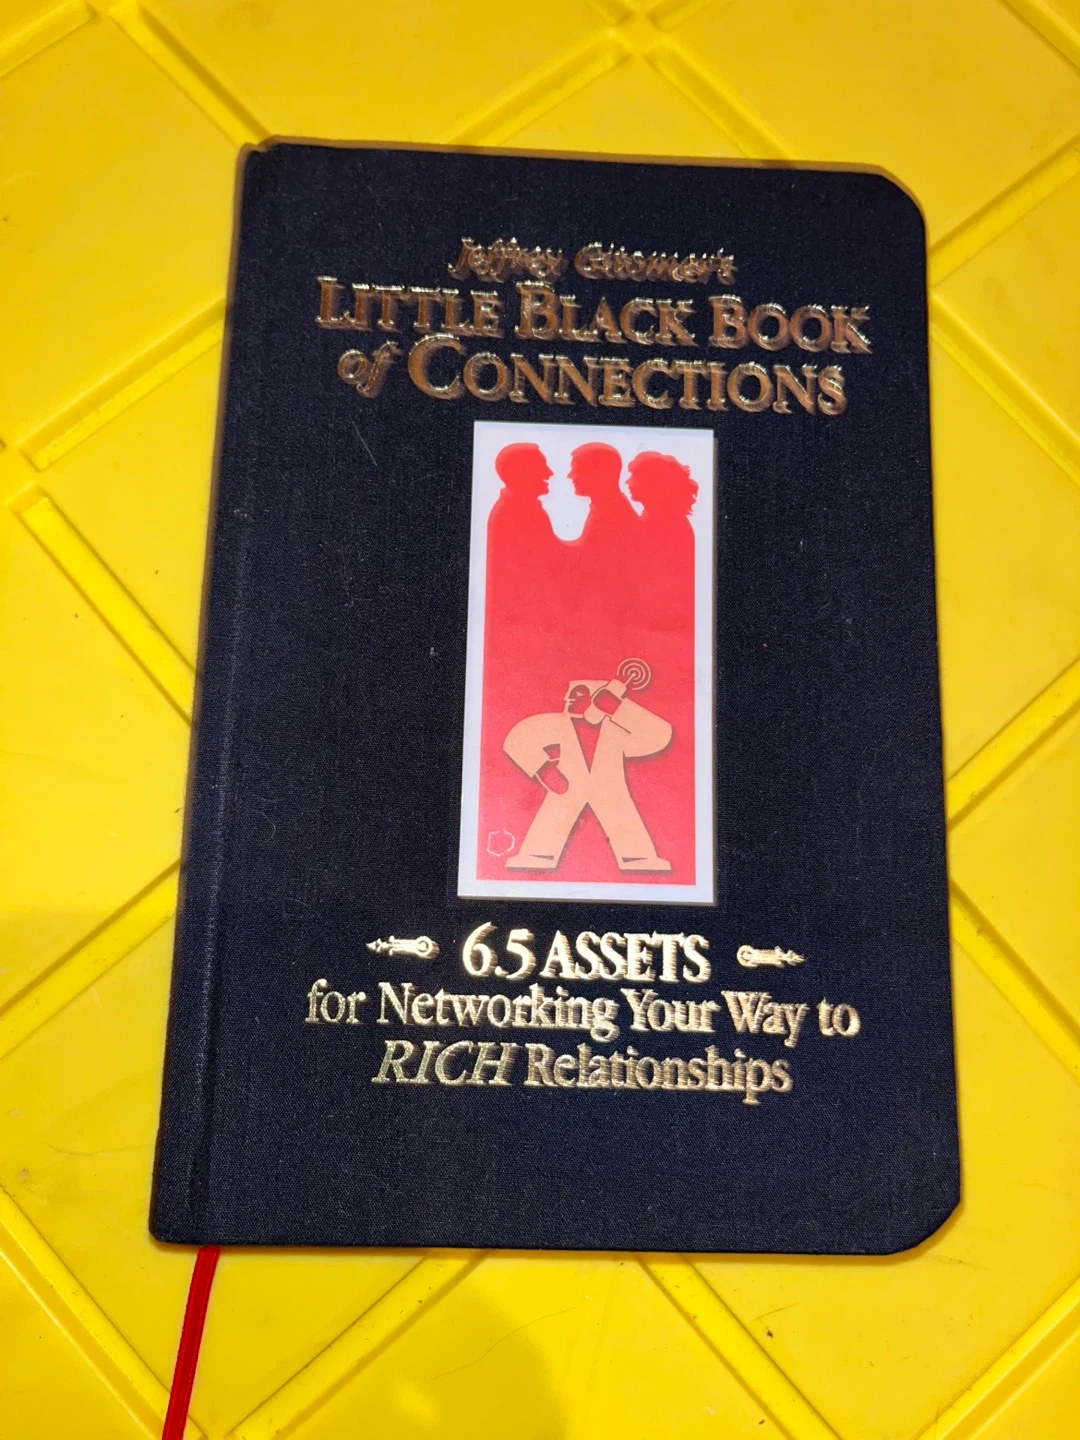 Jeffrey Gitomer's
LITTLE BLACK BOOK
of CONNECTIONS
6.5 ASSETS
for Networking Your Way to
RICH Relationships